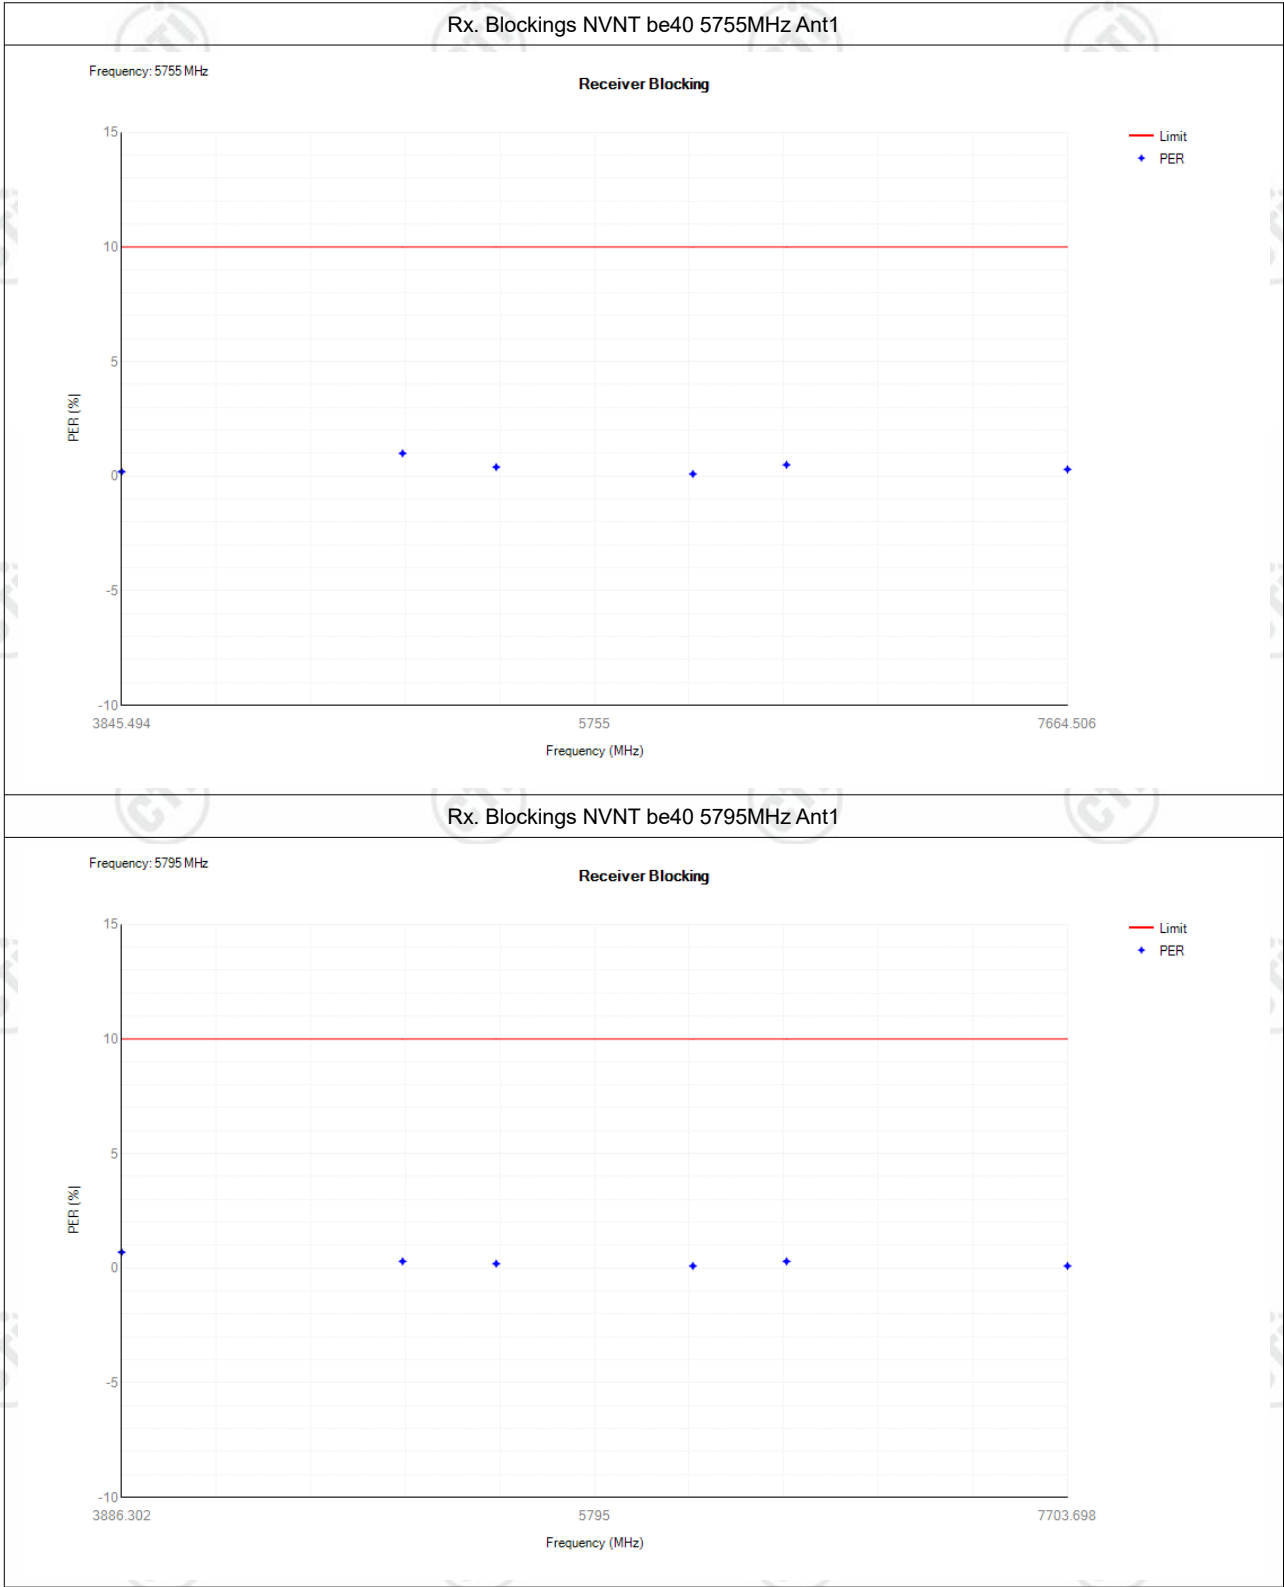 Rx. Blockings NVNT be40 5755MHz Ant1
Frequency: 5755 MHz
Receiver Blocking
15
10
5
0
-5
-10
PER (%)
Limit
PER
3845.494 5755 7664.506
Frequency (MHz)
Rx. Blockings NVNT be40 5795MHz Ant1
Frequency: 5795 MHz
Receiver Blocking
15
10
5
0
-5
-10
PER (%)
Limit
PER
3886.302 5795 7703.698
Frequency (MHz)